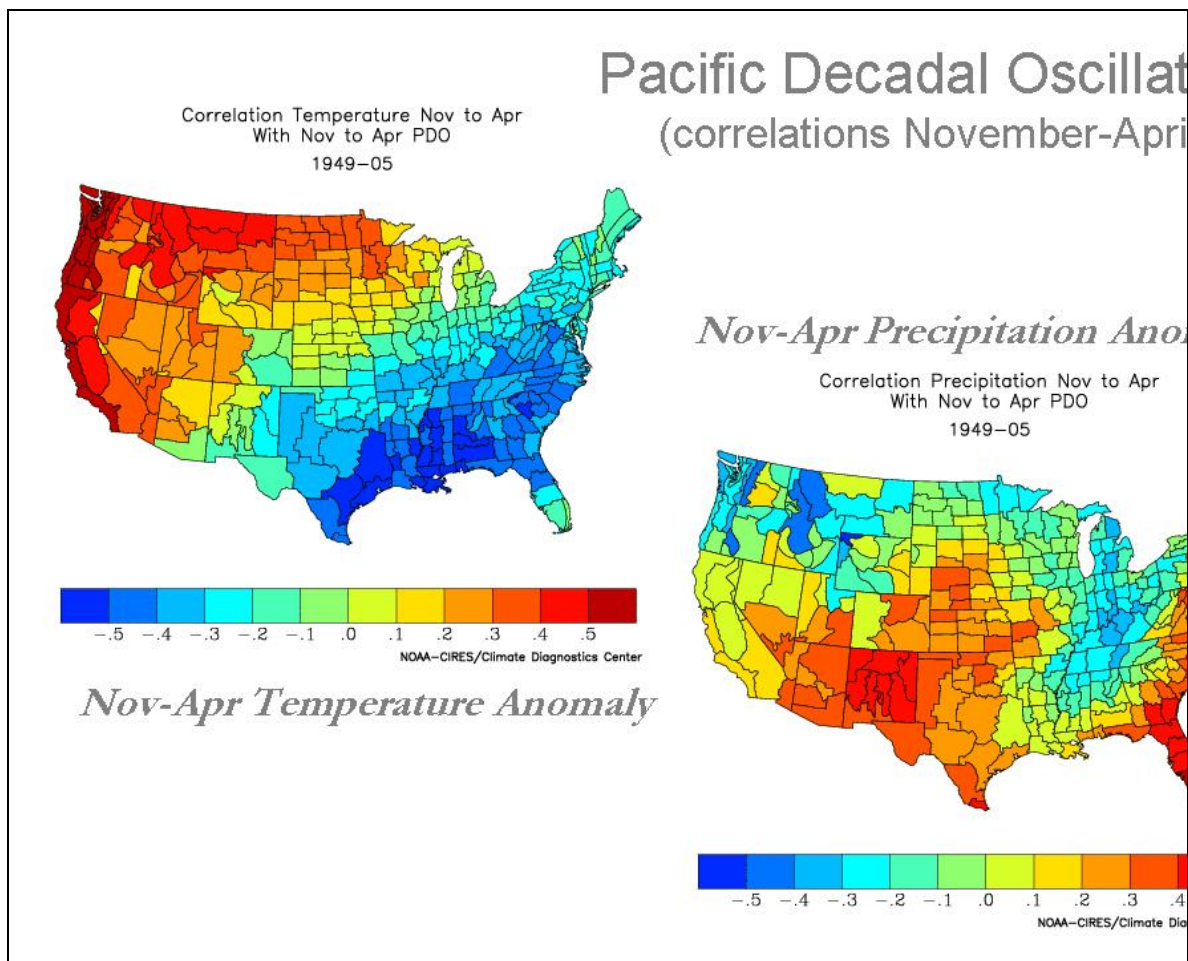 Pacific Decadal Oscillat
(correlations November-Apri
Correlation Temperature Nov to Apr
With Nov to Apr PDO
1949-05
-.5 -.4 -.3 -.2 -.1 .0 .1 .2 .3 .4 .5
NOAA-CIRES/Climate Diagnostics Center
Nov-Apr Temperature Anomaly
Nov-Apr Precipitation Ano
Correlation Precipitation Nov to Apr
With Nov to Apr PDO
1949-05
-.5 -.4 -.3 -.2 -.1 .0 .1 .2 .3 .4
NOAA-CIRES/Climate Dia